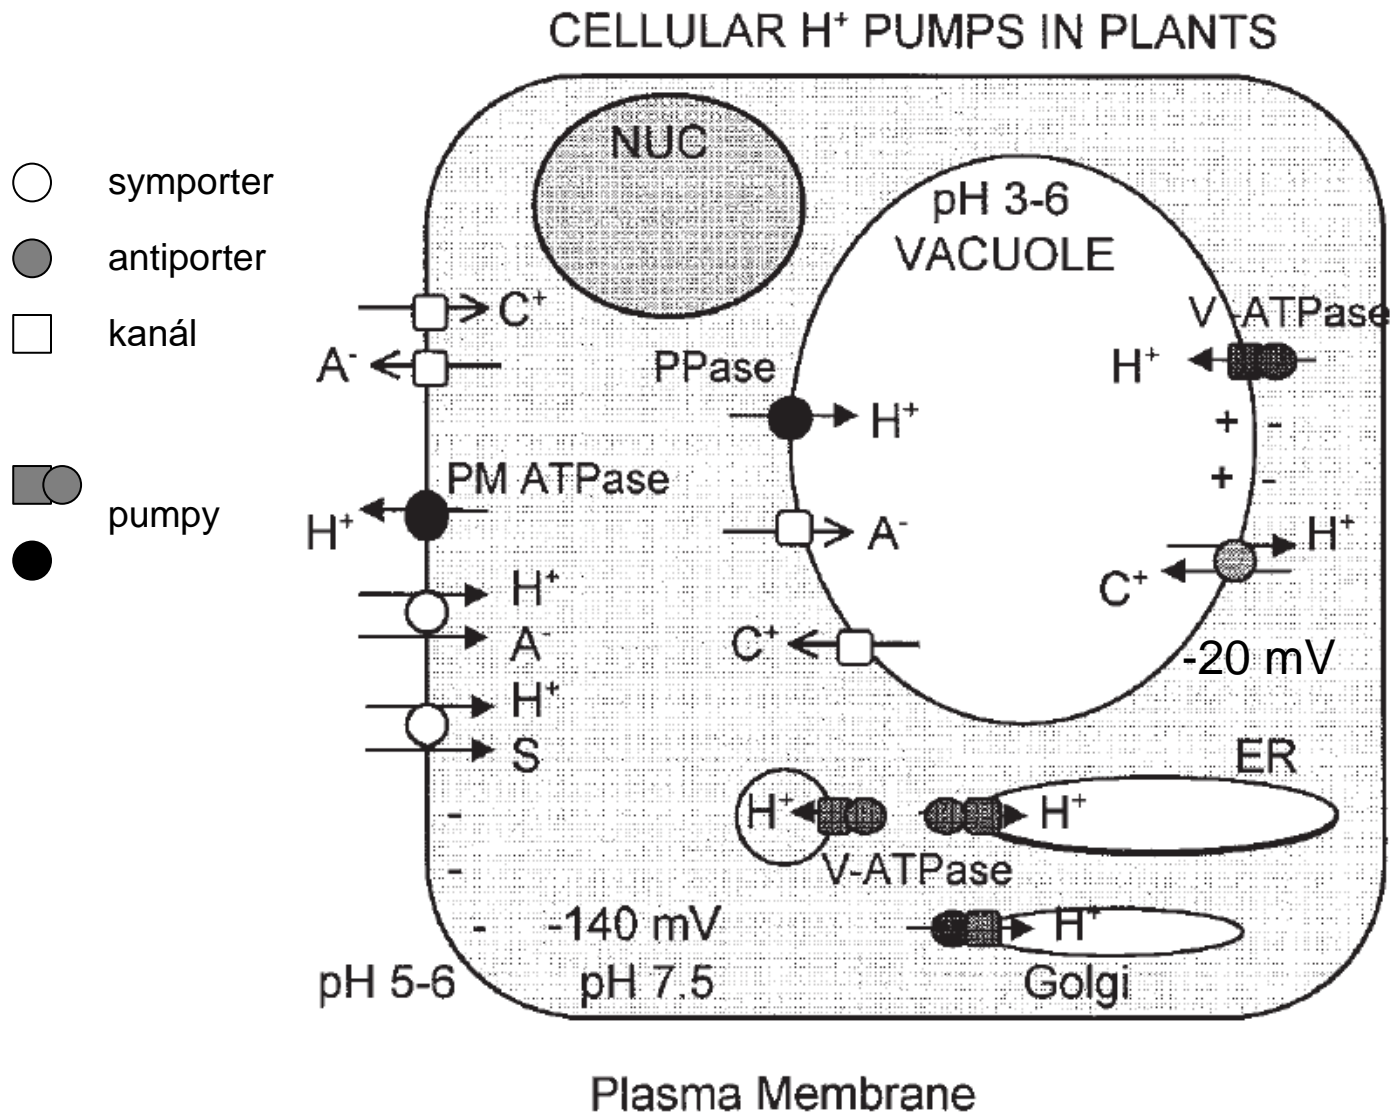 CELLULAR H⁺ PUMPS IN PLANTS
symporter
antiporter
kanál
pumpy
NUC
pH 3-6
VACUOLE
C⁺
A⁻
PPase
H⁺
V-ATPase
H⁺
+ -
+ -
PM ATPase
H⁺
A⁻
H⁺
C⁺
H⁺
A⁻
C⁺
-20 mV
H⁺
S
ER
H⁺
H⁺
V-ATPase
-
-
-
-140 mV
H⁺
pH 5-6
pH 7.5
Golgi
Plasma Membrane